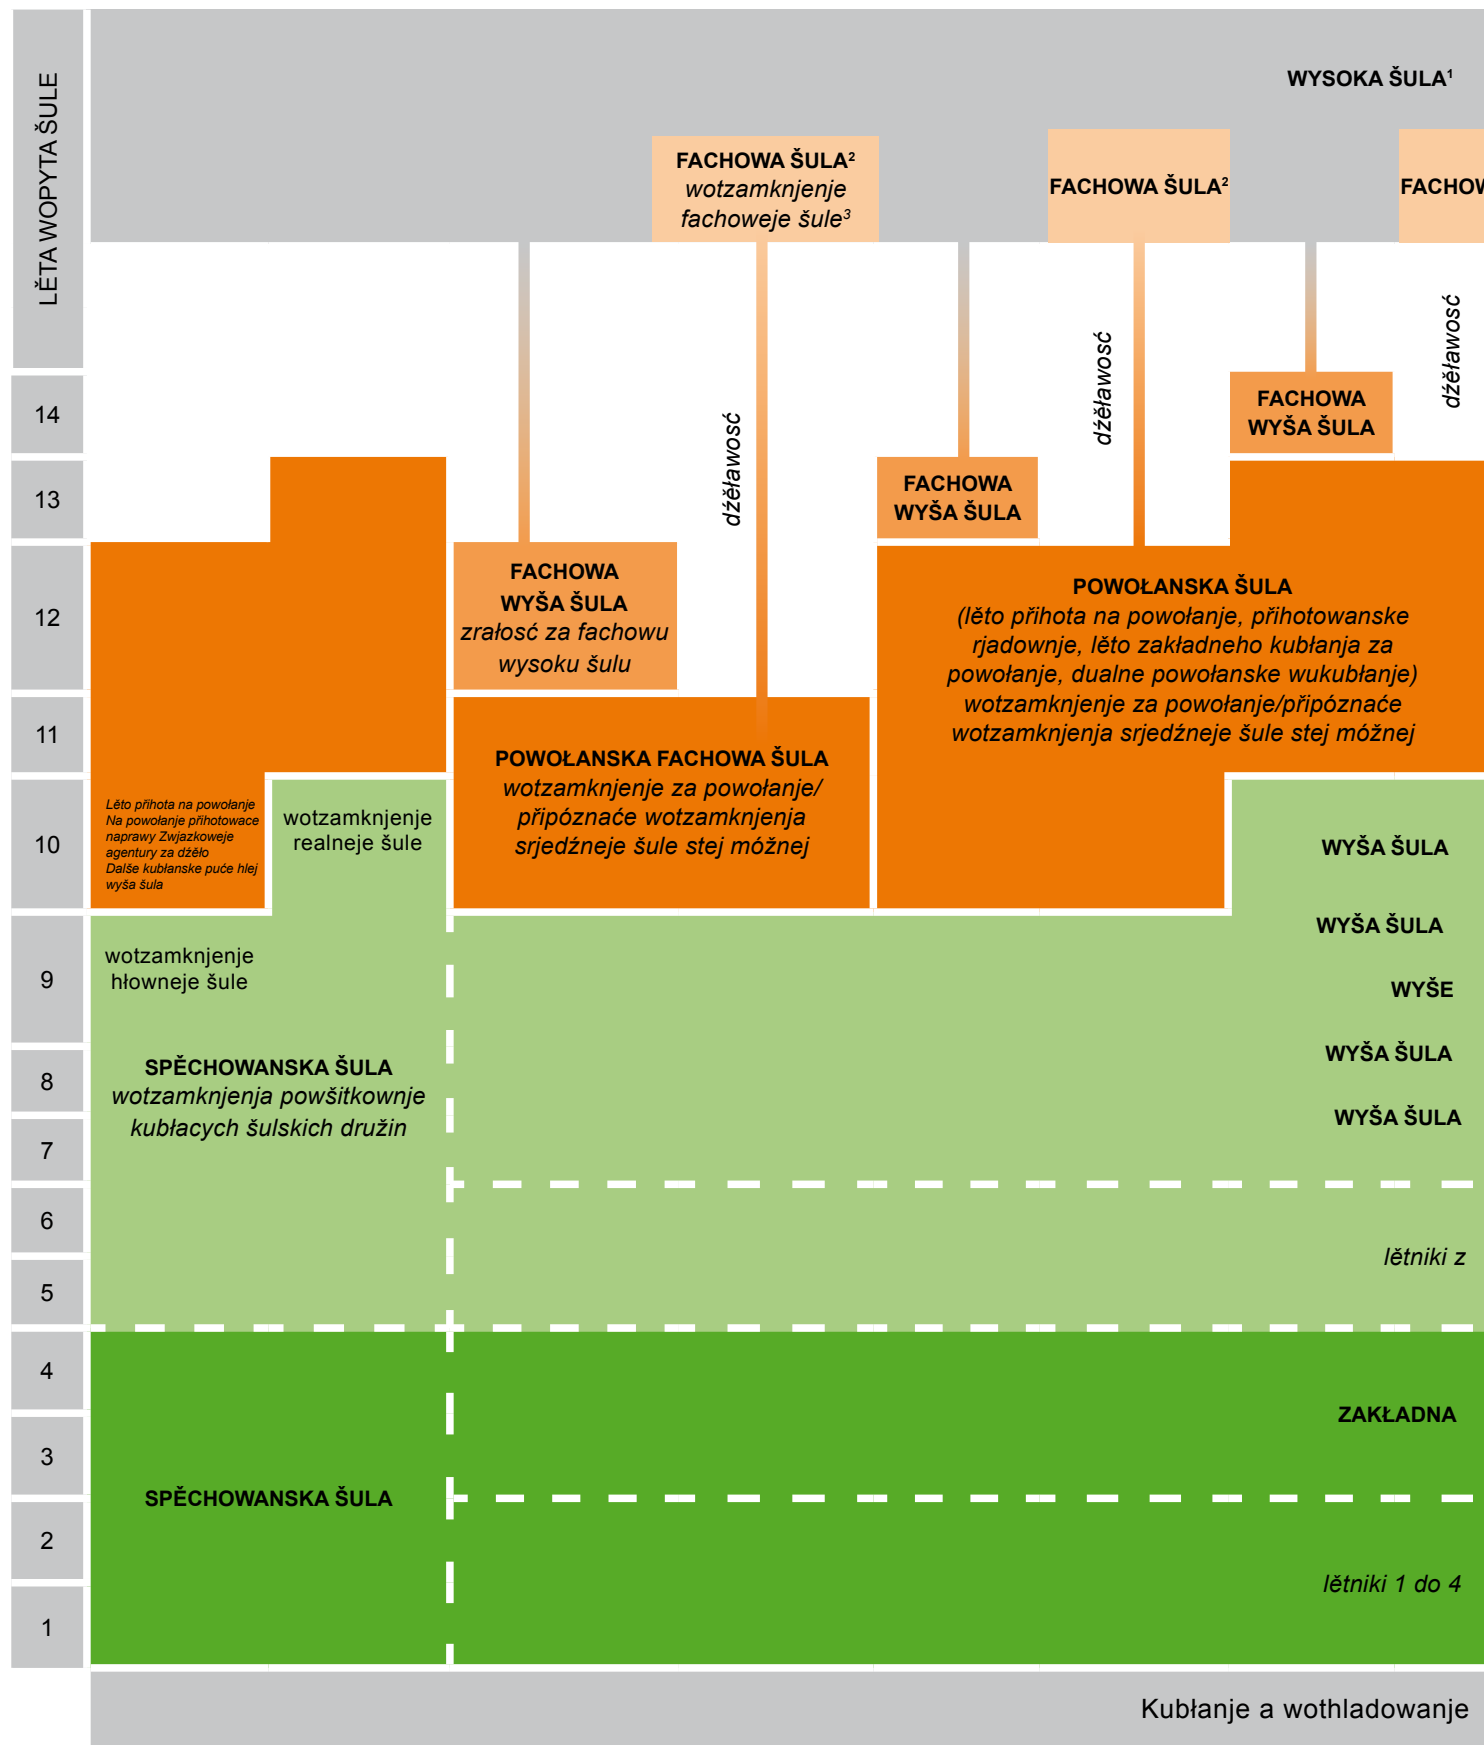 LĚTA WOPYTA ŠULE
WYSOKA ŠULA¹
FACHOWA ŠULA²
wotzamknjenje
fachoweje šule³
FACHOWA ŠULA²
FACHOW
dźěławosć
dźěławosć
dźěławosć
14
FACHOWA
WYŠA ŠULA
13
FACHOWA
WYŠA ŠULA
12
FACHOWA
WYŠA ŠULA
zrałosć za fachowu
wysoku šulu
POWOŁANSKA ŠULA
(lěto přihota na powołanje, přihotowanske
rjadownje, lěto zakładneho kubłanja za
powołanje, dualne powołanske wukubłanje)
wotzamknjenje za powołanje/připóznaće
wotzamknjenja srjedźneje šule stej móžnej
11
POWOŁANSKA FACHOWA ŠULA
wotzamknjenje za powołanje/
připóznaće wotzamknjenja
srjedźneje šule stej móžnej
10
Lěto přihota na powołanje
Na powołanje přihotowace
naprawy Zwjazkoweje
agentury za dźěło
Dalše kubłanske puće hlej
wyša šula
wotzamknjenje
realneje šule
WYŠA ŠULA
WYŠA ŠULA
9
wotzamknjenje
hłowneje šule
WYŠE
8
SPĚCHOWANSKA ŠULA
wotzamknjenja powšitkownje
kubłacych šulskich družin
WYŠA ŠULA
WYŠA ŠULA
7
6
lětniki z
5
4
ZAKŁADNA
3
SPĚCHOWANSKA ŠULA
2
lětniki 1 do 4
1
Kubłanje a wothladowanje